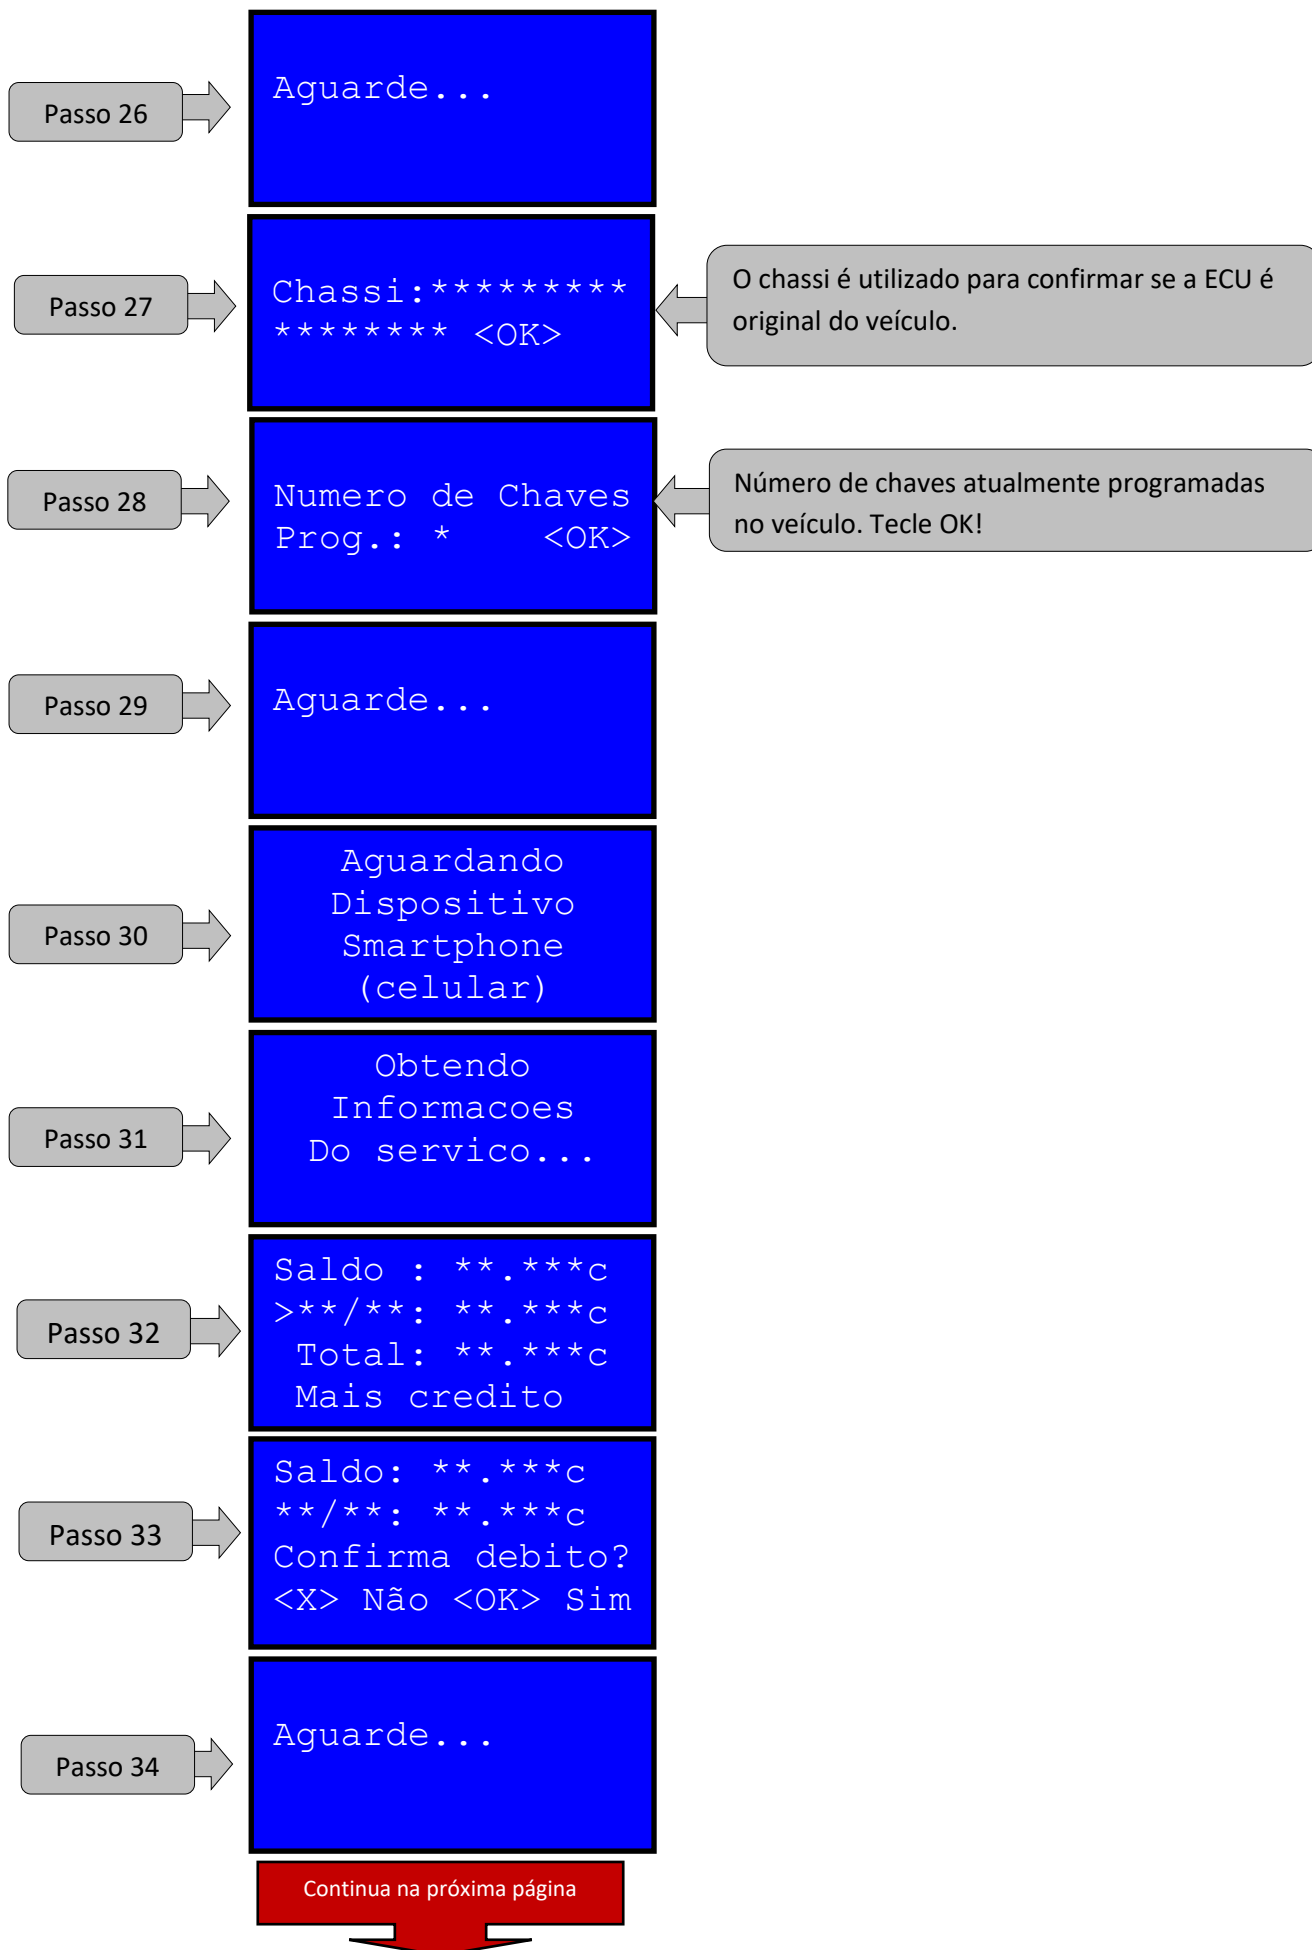 Passo 26
Aguarde...
Passo 27
Chassi:*********
******** <OK>
O chassi é utilizado para confirmar se a ECU é
original do veículo.
Passo 28
Numero de Chaves
Prog.: * <OK>
Número de chaves atualmente programadas
no veículo. Tecle OK!
Passo 29
Aguarde...
Passo 30
Aguardando
Dispositivo
Smartphone
(celular)
Passo 31
Obtendo
Informacoes
Do servico...
Passo 32
Saldo : **.***c
>**/**: **.***c
Total: **.***c
Mais credito
Passo 33
Saldo: **.***c
**/**: **.***c
Confirma debito?
<X> Não <OK> Sim
Passo 34
Aguarde...
Continua na próxima página